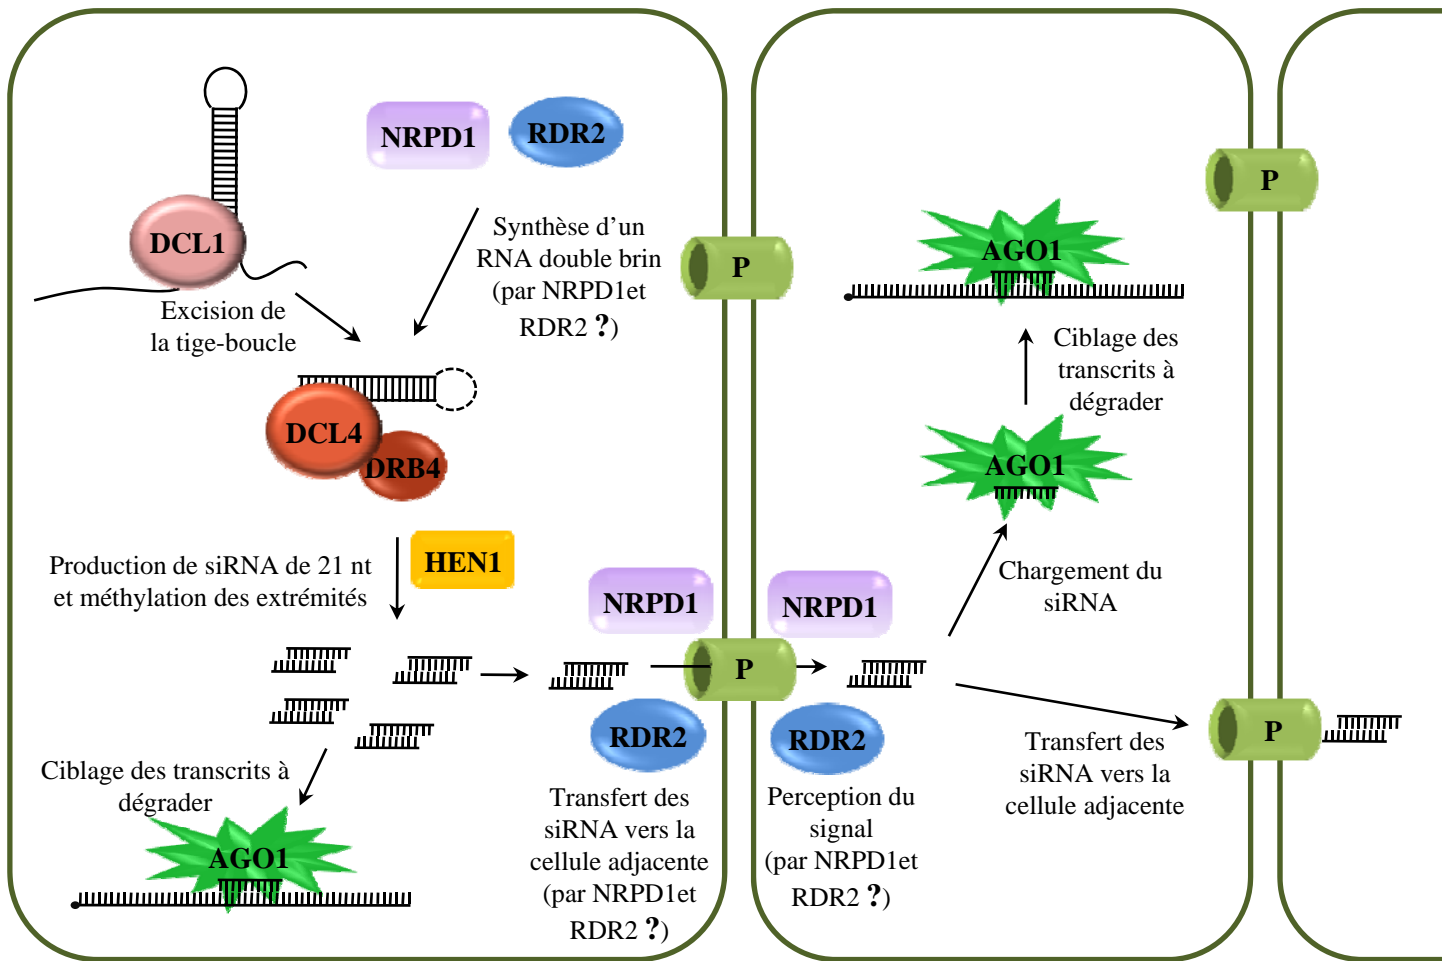 NRPD1
RDR2
DCL1
Excision de
la tige-boucle
Synthèse d’un
RNA double brin
(par NRPD1et
RDR2 ?)
DCL4
DRB4
HEN1
Production de siRNA de 21 nt
et méthylation des extrémités
Ciblage des transcrits à
dégrader
AGO1
P
NRPD1
P
RDR2
Transfert des
siRNA vers la
cellule adjacente
(par NRPD1et
RDR2 ?)
NRPD1
RDR2
Perception du
signal
(par NRPD1et
RDR2 ?)
AGO1
Ciblage des
transcrits à
dégrader
AGO1
Chargement du
siRNA
P
P
Transfert des
siRNA vers la
cellule adjacente